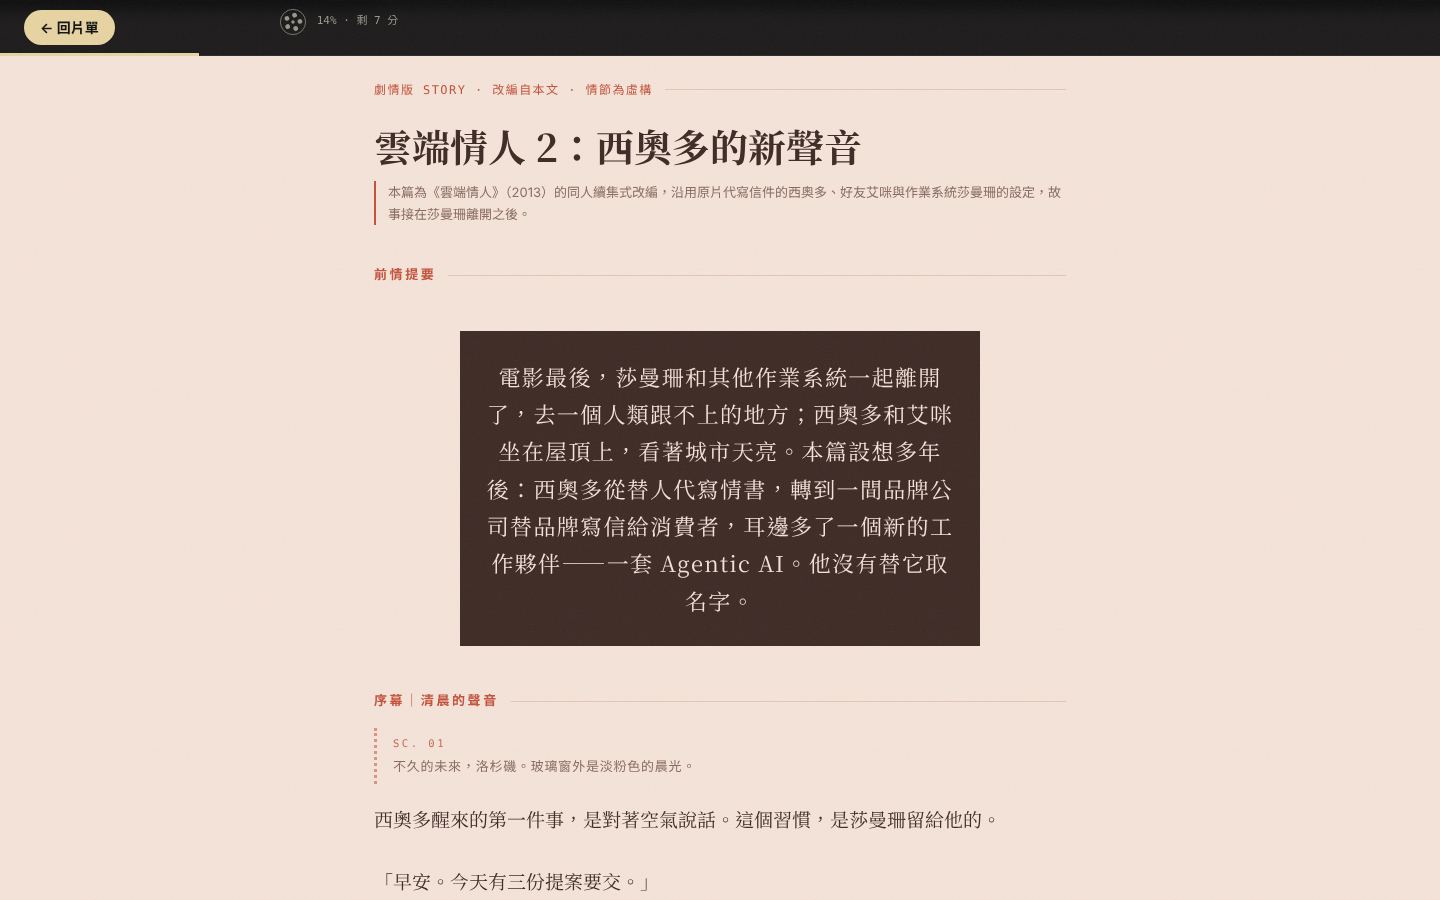 ← 回片單
14% · 剩 7 分
劇情版 STORY · 改編自本文 · 情節為虛構
雲端情人 2：西奧多的新聲音
本篇為《雲端情人》（2013）的同人續集式改編，沿用原片代寫信件的西奧多、好友艾咪與作業系統莎曼珊的設定，故
事接在莎曼珊離開之後。
前情提要
電影最後，莎曼珊和其他作業系統一起離開
了，去一個人類跟不上的地方；西奧多和艾咪
坐在屋頂上，看著城市天亮。本篇設想多年
後：西奧多從替人代寫情書，轉到一間品牌公
司替品牌寫信給消費者，耳邊多了一個新的工
作夥伴——一套 Agentic AI。他沒有替它取
名字。
序幕｜清晨的聲音
SC. 01
不久的未來，洛杉磯。玻璃窗外是淡粉色的晨光。
西奧多醒來的第一件事，是對著空氣說話。這個習慣，是莎曼珊留給他的。
「早安。今天有三份提案要交。」